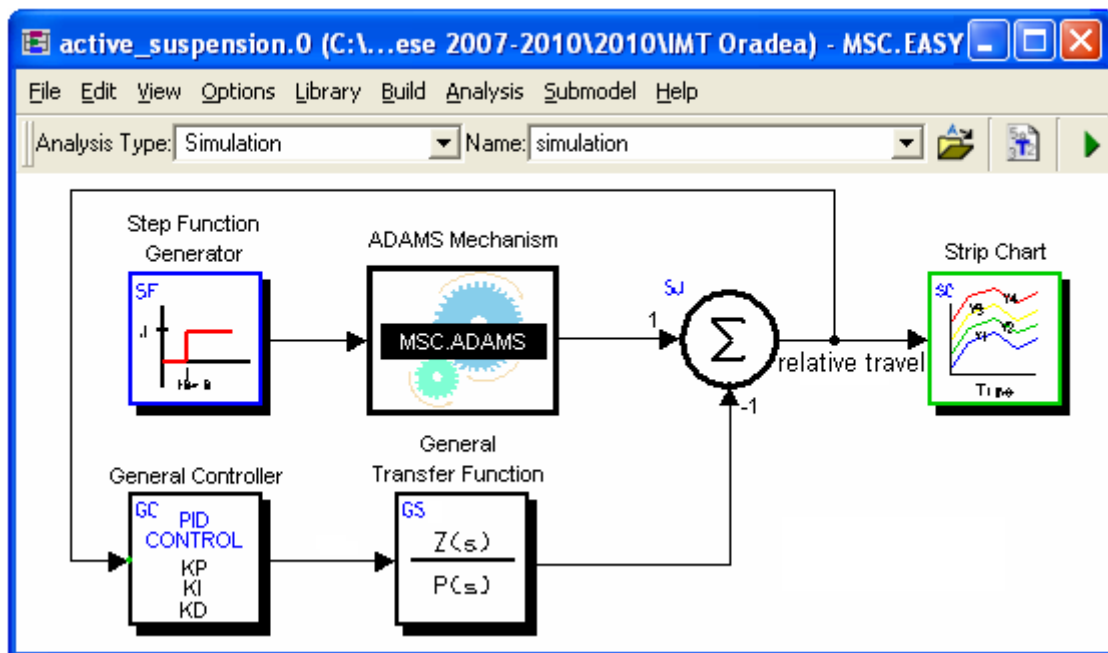 active_suspension.0 (C:\...ese 2007-2010\2010\IMT Oradea) - MSC.EASY
File Edit View Options Library Build Analysis Submodel Help
Analysis Type: Simulation Name: simulation
Step Function
Generator
ADAMS Mechanism
Strip Chart
SF
MSC.ADAMS
SJ
1
Σ
-1
relative travel
SC
Y4
Y3
Y2
Y1
Time
General Controller
General
Transfer Function
GC
PID
CONTROL
KP
KI
KD
GS
Z(s)
P(s)